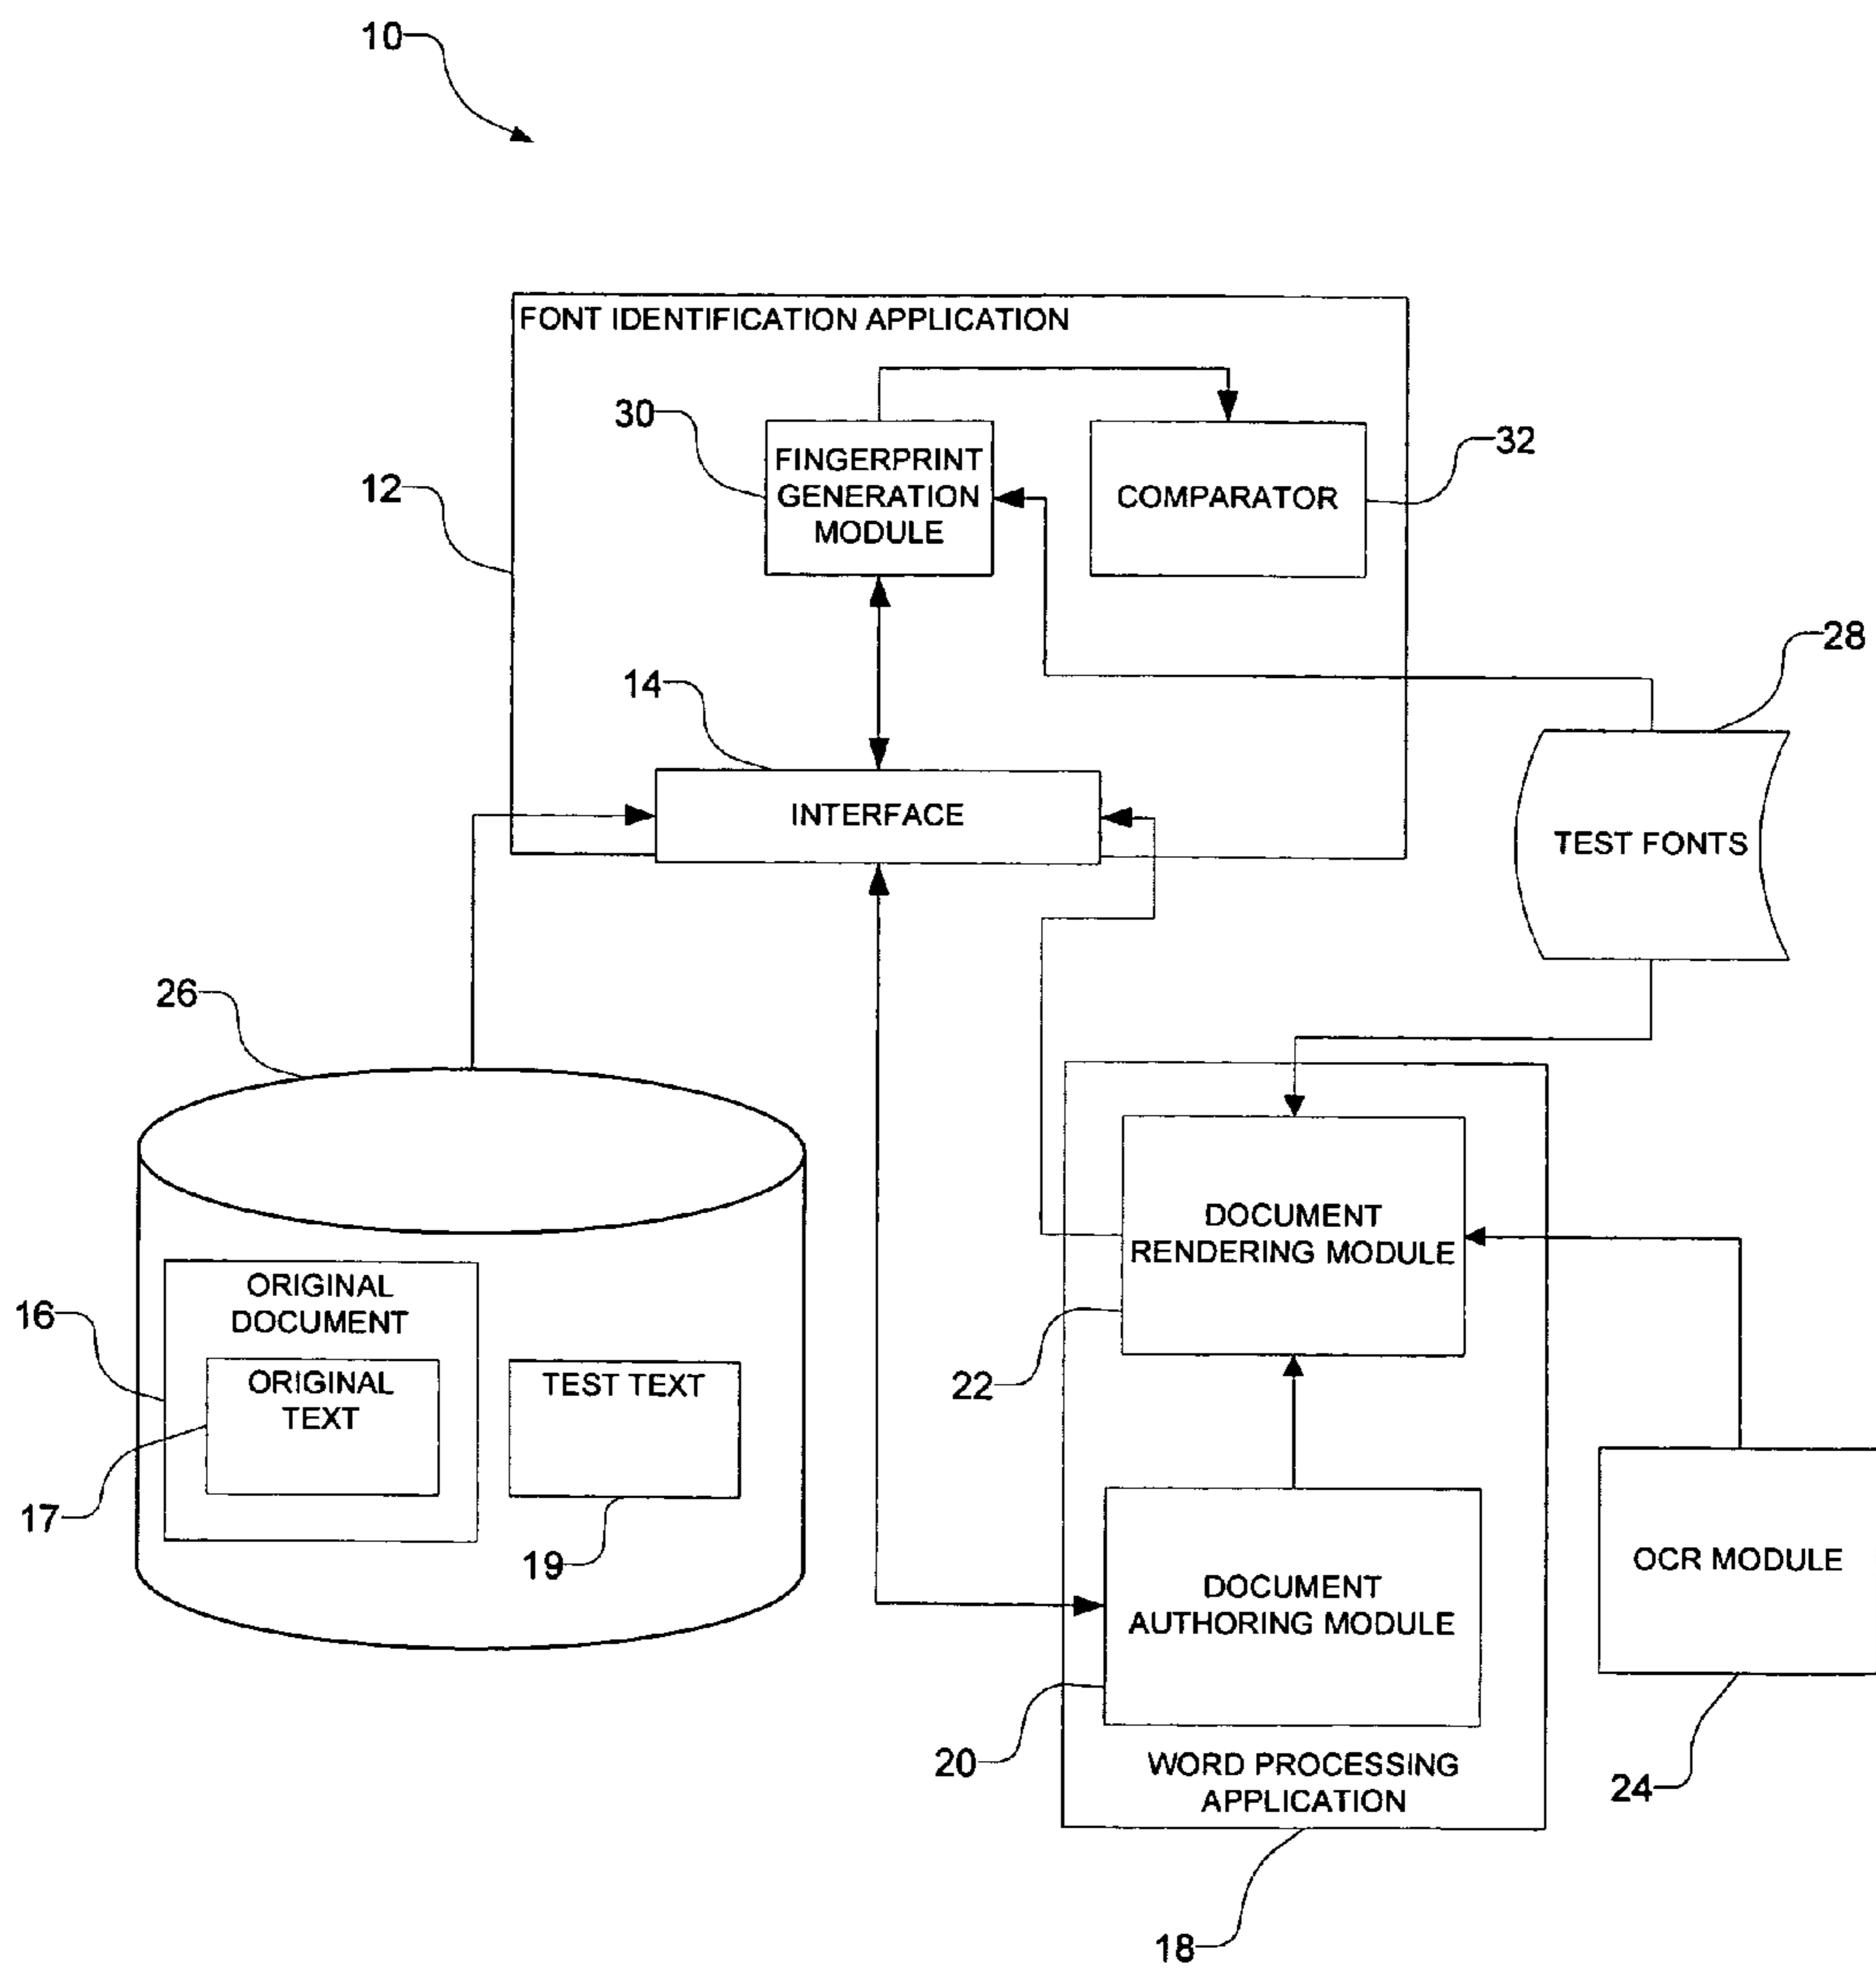 10
FONT IDENTIFICATION APPLICATION
30
FINGERPRINT
GENERATION
MODULE
COMPARATOR
32
12
28
14
INTERFACE
TEST FONTS
26
DOCUMENT
RENDERING MODULE
ORIGINAL
DOCUMENT
16
ORIGINAL
TEXT
TEST TEXT
22
17
19
OCR MODULE
DOCUMENT
AUTHORING MODULE
20
WORD PROCESSING
APPLICATION
24
18